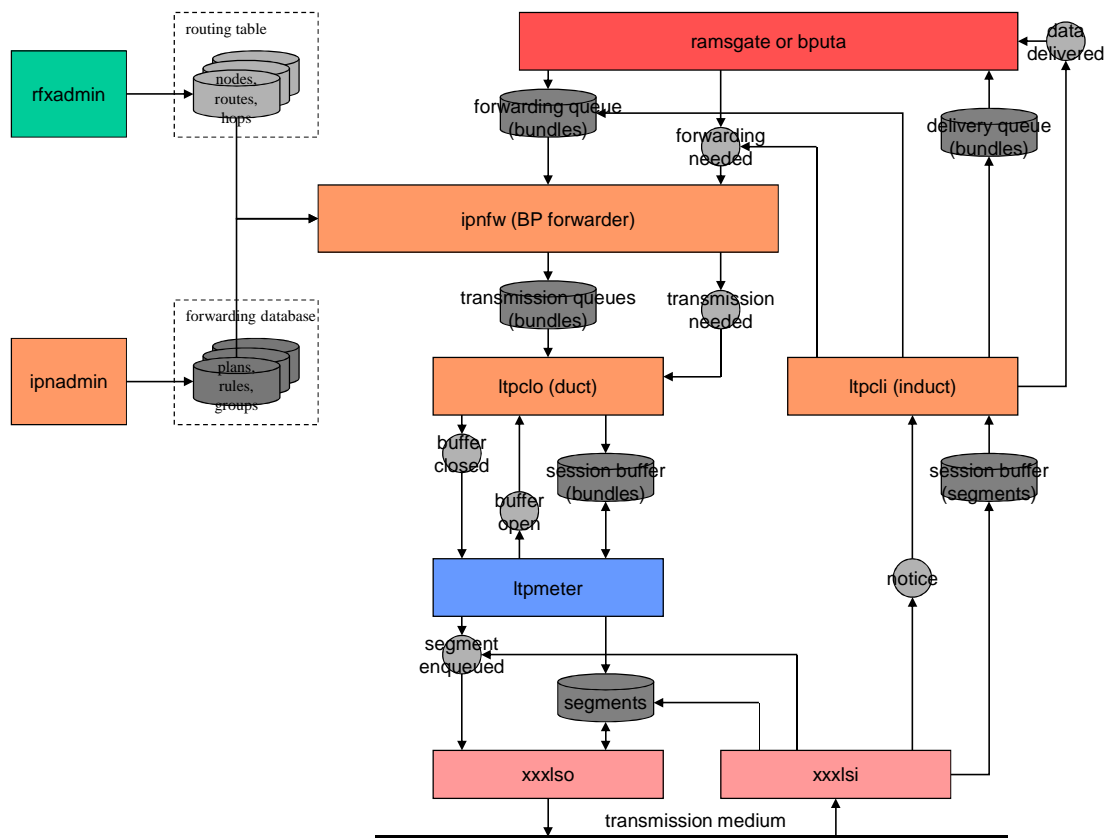 routing table
rfxadmin
nodes,
routes,
hops
ramsgate or bputa
data
delivered
forwarding queue
(bundles)
forwarding
needed
delivery queue
(bundles)
ipnfw (BP forwarder)
transmission queues
(bundles)
transmission
needed
forwarding database
ipnadmin
plans,
rules,
groups
ltpclo (duct)
ltpcli (induct)
buffer
closed
buffer
open
session buffer
(bundles)
session buffer
(segments)
ltpmeter
notice
segment
enqueued
segments
xxxlso
xxxlsi
transmission medium